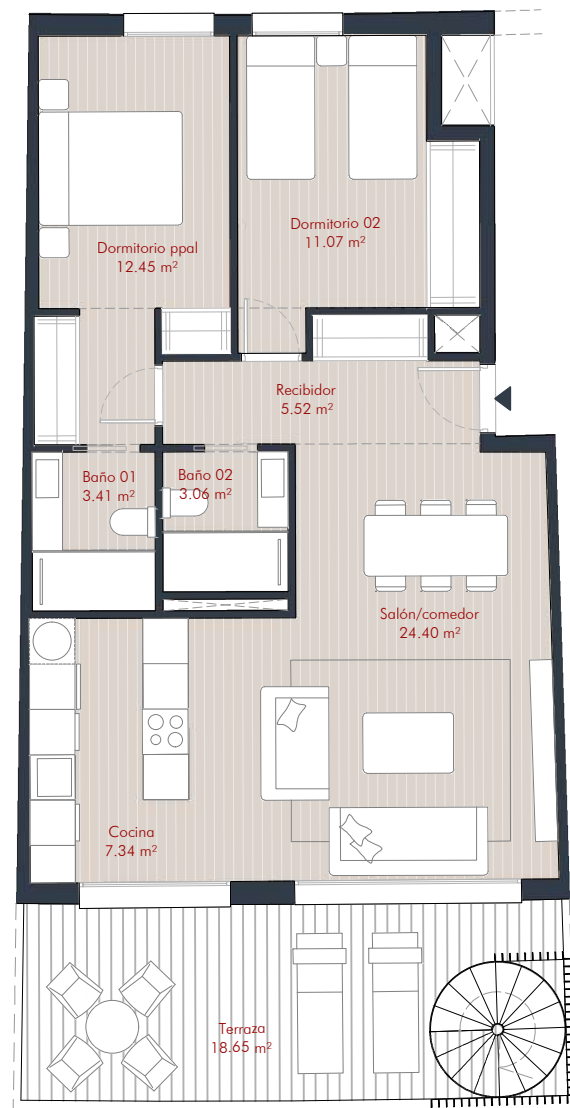 Dormitorio ppal
12.45 m²
Dormitorio 02
11.07 m²
Recibidor
5.52 m²
Baño 01
3.41 m²
Baño 02
3.06 m²
Salón/comedor
24.40 m²
Cocina
7.34 m²
Terraza
18.65 m²